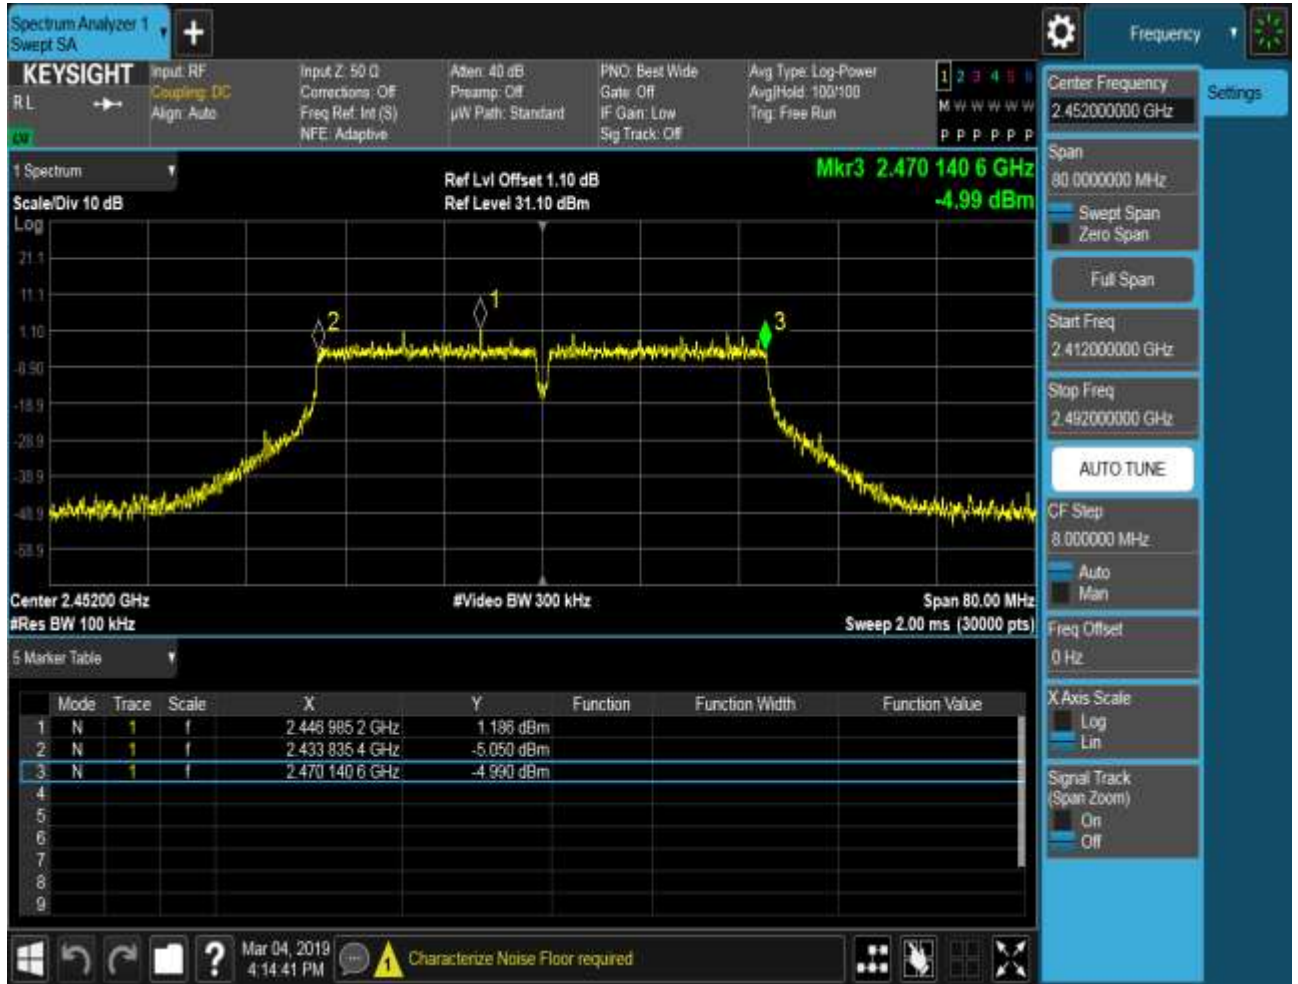 Spectrum Analyzer 1
Swept SA
+
Frequency
KEYSIGHT
RL
Input: RF
Coupling: DC
Align: Auto
Input Z: 50 Ω
Corrections: Off
Freq Ref: Int (S)
NFE: Adaptive
Atten: 40 dB
Preamp: Off
µW Path: Standard
PNO: Best Wide
Gate: Off
IF Gain: Low
Sig Track: Off
Avg Type: Log-Power
Avg|Hold: 100/100
Trig: Free Run
1 2 3 4 5 6
M W W W W W
P P P P P P
1 Spectrum
Scale/Div 10 dB
Ref Lvl Offset 1.10 dB
Ref Level 31.10 dBm
Mkr3 2.470 140 6 GHz
-4.99 dBm
Log
21.1
11.1
1.10
-8.90
-18.9
-28.9
-38.9
-48.9
-58.9
1
2
3
Center 2.45200 GHz
#Res BW 100 kHz
#Video BW 300 kHz
Span 80.00 MHz
Sweep 2.00 ms (30000 pts)
5 Marker Table
Mode Trace Scale X Y Function Function Width Function Value
1 N 1 f 2.446 985 2 GHz 1.186 dBm
2 N 1 f 2.433 835 4 GHz -5.050 dBm
3 N 1 f 2.470 140 6 GHz -4.990 dBm
4
5
6
7
8
9
Mar 04, 2019
4:14:41 PM
?
1
Characterize Noise Floor required
Center Frequency
2.452000000 GHz
Settings
Span
80.0000000 MHz
Swept Span
Zero Span
Full Span
Start Freq
2.412000000 GHz
Stop Freq
2.492000000 GHz
AUTO TUNE
CF Step
8.000000 MHz
Auto
Man
Freq Offset
0 Hz
X Axis Scale
Log
Lin
Signal Track
(Span Zoom)
On
Off